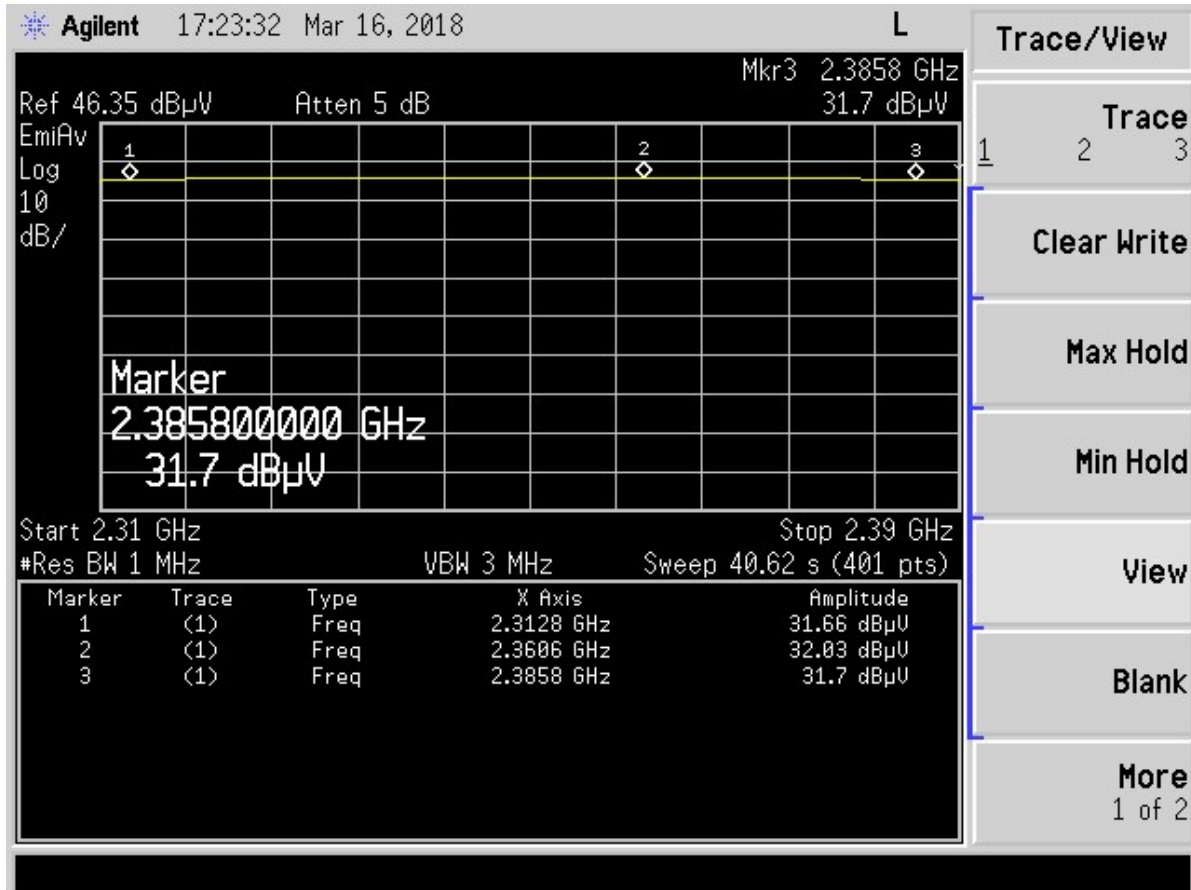 Agilent 17:23:32 Mar 16, 2018 L
Mkr3 2.3858 GHz
Ref 46.35 dBµV Atten 5 dB 31.7 dBµV
EmiAv
Log
10
dB/
1 2 3
Marker
2.385800000 GHz
31.7 dBµV
Start 2.31 GHz Stop 2.39 GHz
#Res BW 1 MHz VBW 3 MHz Sweep 40.62 s (401 pts)
Marker Trace Type X Axis Amplitude
1 (1) Freq 2.3128 GHz 31.66 dBµV
2 (1) Freq 2.3606 GHz 32.03 dBµV
3 (1) Freq 2.3858 GHz 31.7 dBµV
Trace/View
Trace
1 2 3
Clear Write
Max Hold
Min Hold
View
Blank
More
1 of 2